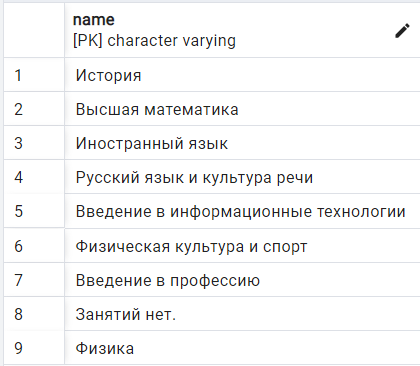 name
[PK] character varying
1 История
2 Высшая математика
3 Иностранный язык
4 Русский язык и культура речи
5 Введение в информационные технологии
6 Физическая культура и спорт
7 Введение в профессию
8 Занятий нет.
9 Физика